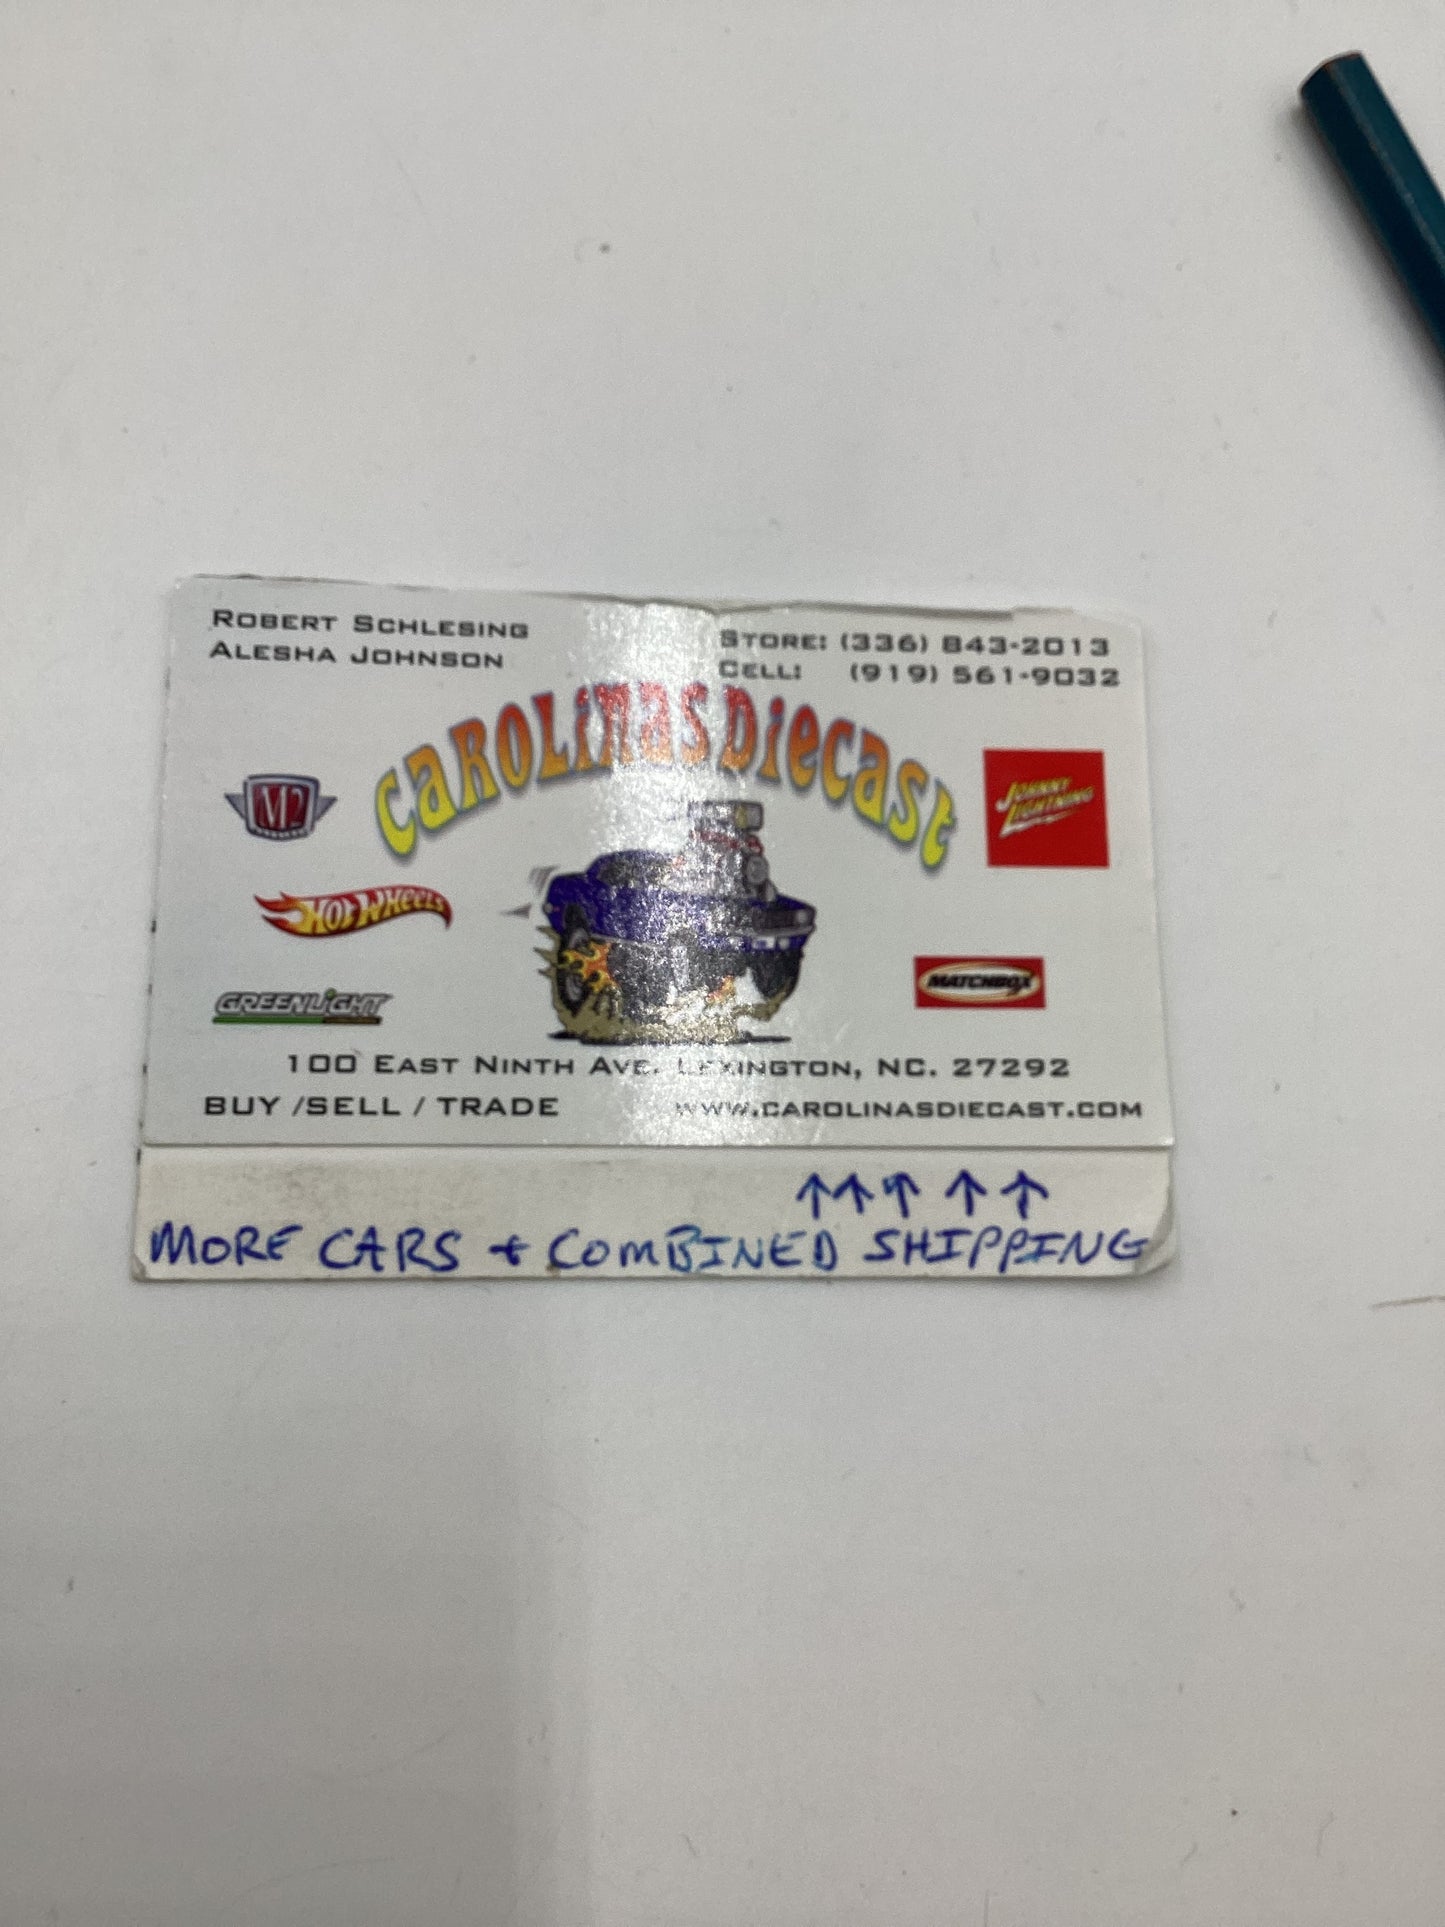 ROBERT SCHLESING
ALESHA JOHNSON
STORE: (336) 843-2013
CELL: (919) 561-9032
CAROLINAS DIECAST
M2
JOHNNY
LIGHTNING
HOT WHEELS
MATCHBOX
GREENLIGHT
100 EAST NINTH AVE. LEXINGTON, NC. 27292
BUY /SELL / TRADE
WWW.CAROLINASDIECAST.COM
↑↑↑ ↑↑
MORE CARS + COMBINED SHIPPING